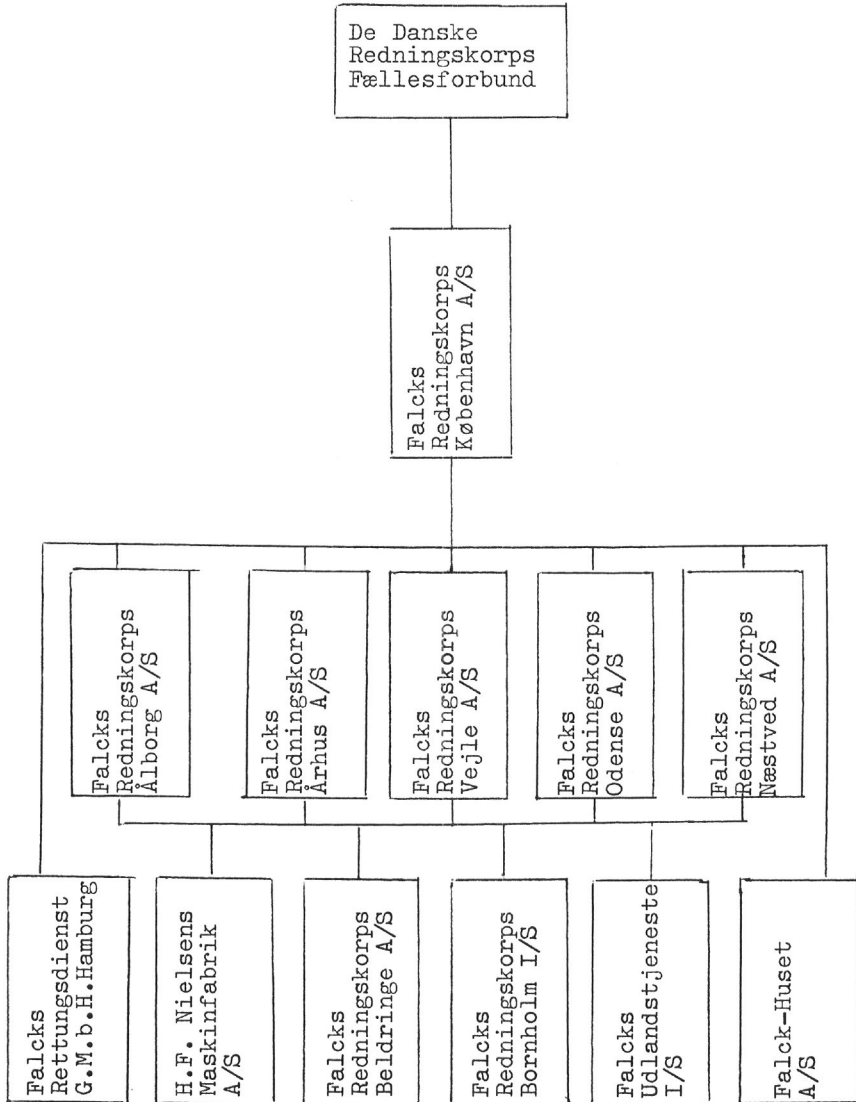 De Danske
Redningskorps
Fællesforbund
Falcks
Redningskorps
København A/S
Falcks
Redningskorps
Ålborg A/S
Falcks
Redningskorps
Århus A/S
Falcks
Redningskorps
Vejle A/S
Falcks
Redningskorps
Odense A/S
Falcks
Redningskorps
Næstved A/S
Falcks
Rettungsdienst
G.M.b.H.Hamburg
H.F. Nielsens
Maskinfabrik
A/S
Falcks
Redningskorps
Beldringe A/S
Falcks
Redningskorps
Bornholm I/S
Falcks
Udlandstjeneste
I/S
Falck-Huset
A/S